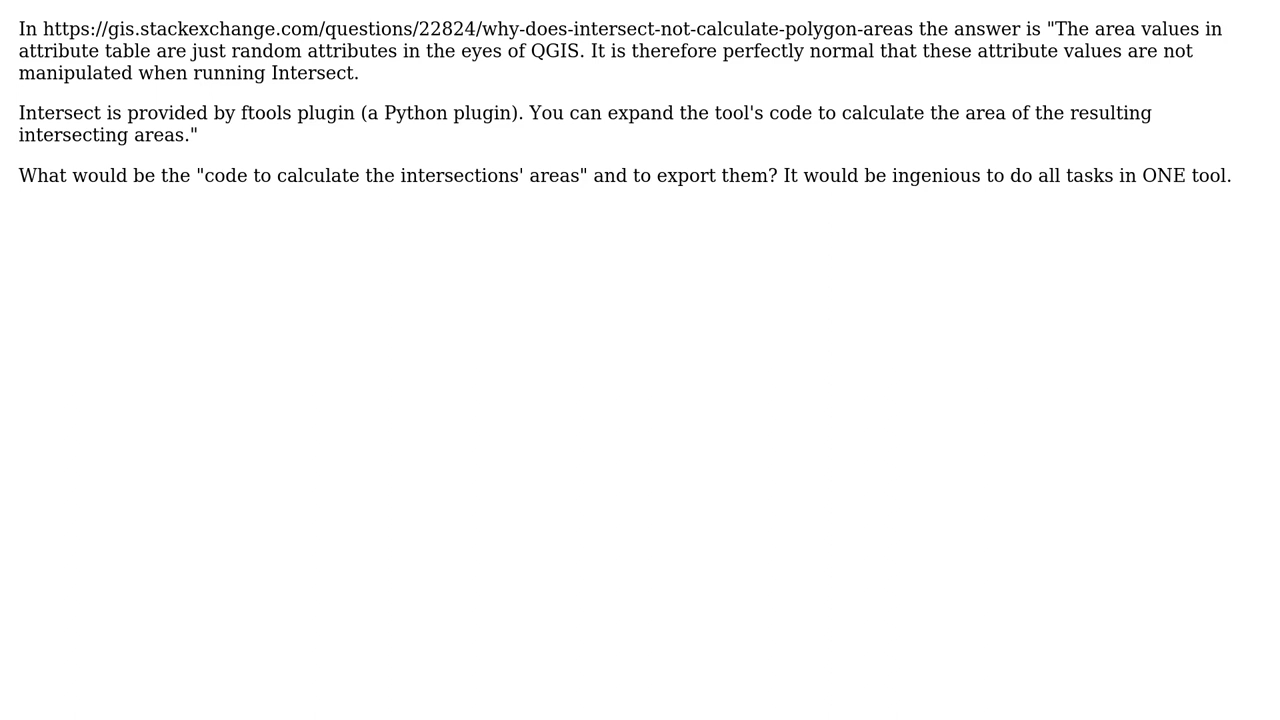 In https://gis.stackexchange.com/questions/22824/why-does-intersect-not-calculate-polygon-areas the answer is "The area values in
attribute table are just random attributes in the eyes of QGIS. It is therefore perfectly normal that these attribute values are not
manipulated when running Intersect.
Intersect is provided by ftools plugin (a Python plugin). You can expand the tool's code to calculate the area of the resulting
intersecting areas."
What would be the "code to calculate the intersections' areas" and to export them? It would be ingenious to do all tasks in ONE tool.